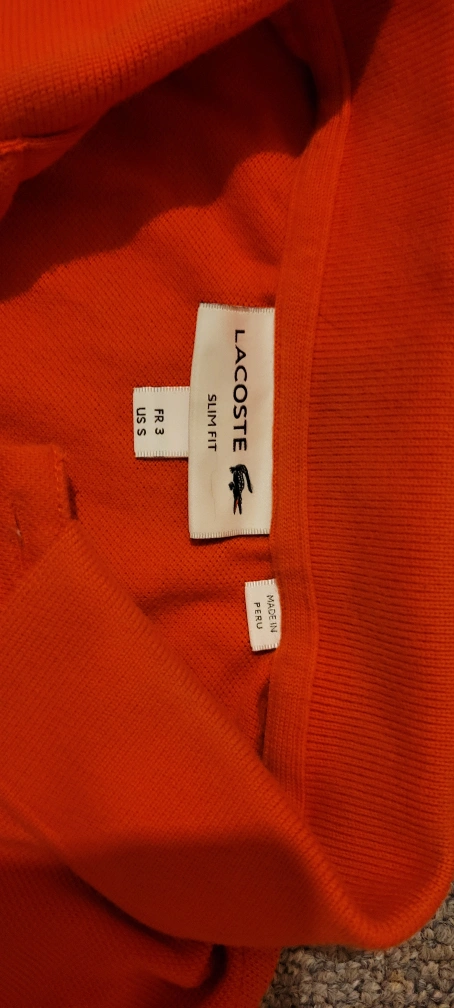 LACOSTE
SLIM FIT
FR 3
US S
MADE IN
PERU